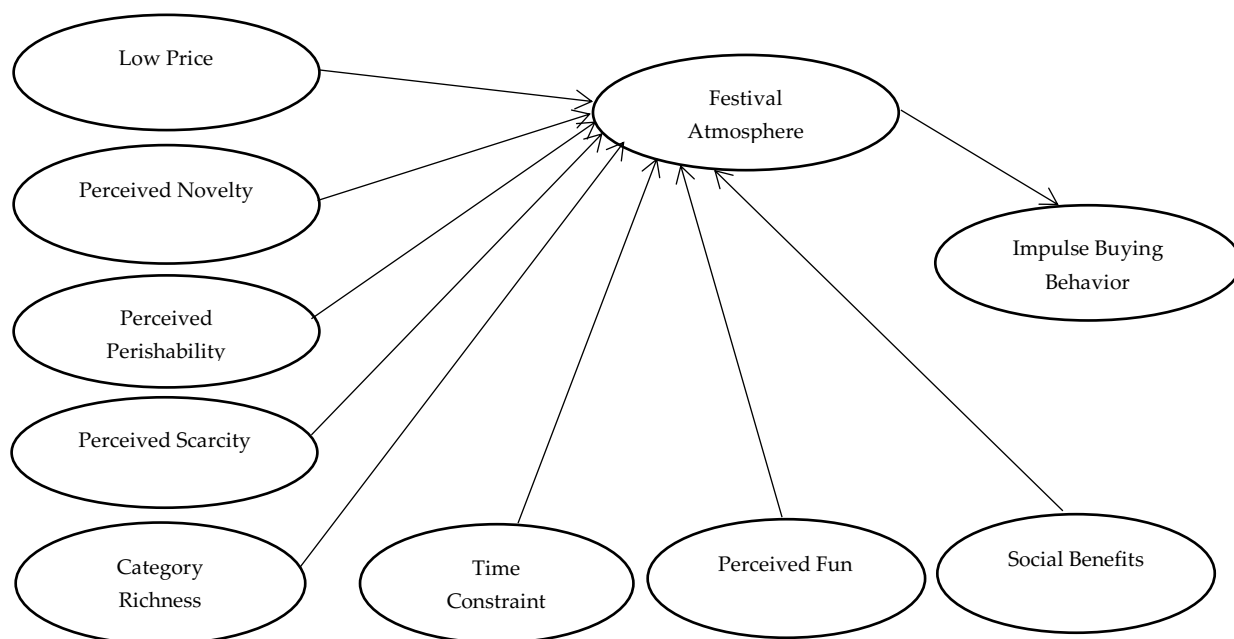 Low Price
Festival
Atmosphere
Perceived Novelty
Impulse Buying
Behavior
Perceived
Perishability
Perceived Scarcity
Category
Richness
Time
Constraint
Perceived Fun
Social Benefits